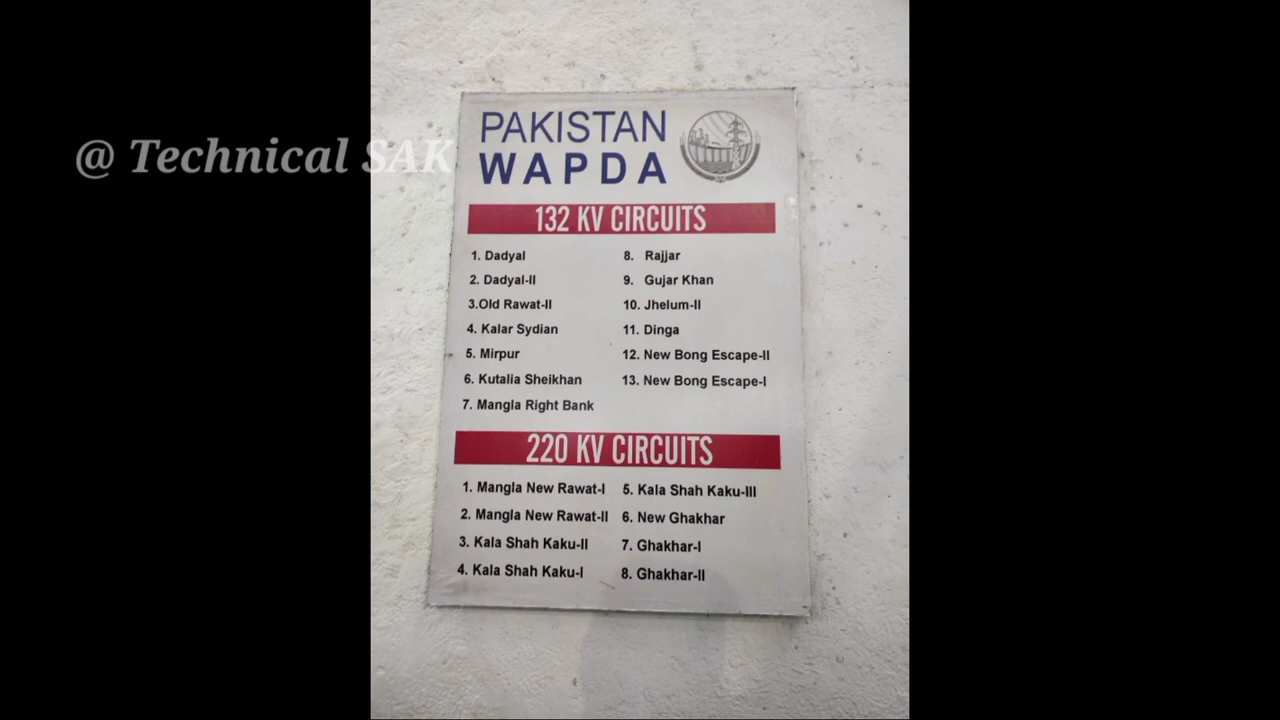 @ Technical SAK
PAKISTAN
WAPDA
132 KV CIRCUITS
1. Dadyal
2. Dadyal-II
3.Old Rawat-II
4. Kalar Sydian
5. Mirpur
6. Kutalia Sheikhan
7. Mangla Right Bank
8. Rajjar
9. Gujar Khan
10. Jhelum-II
11. Dinga
12. New Bong Escape-II
13. New Bong Escape-I
220 KV CIRCUITS
1. Mangla New Rawat-I
2. Mangla New Rawat-II
3. Kala Shah Kaku-II
4. Kala Shah Kaku-I
5. Kala Shah Kaku-III
6. New Ghakhar
7. Ghakhar-I
8. Ghakhar-II